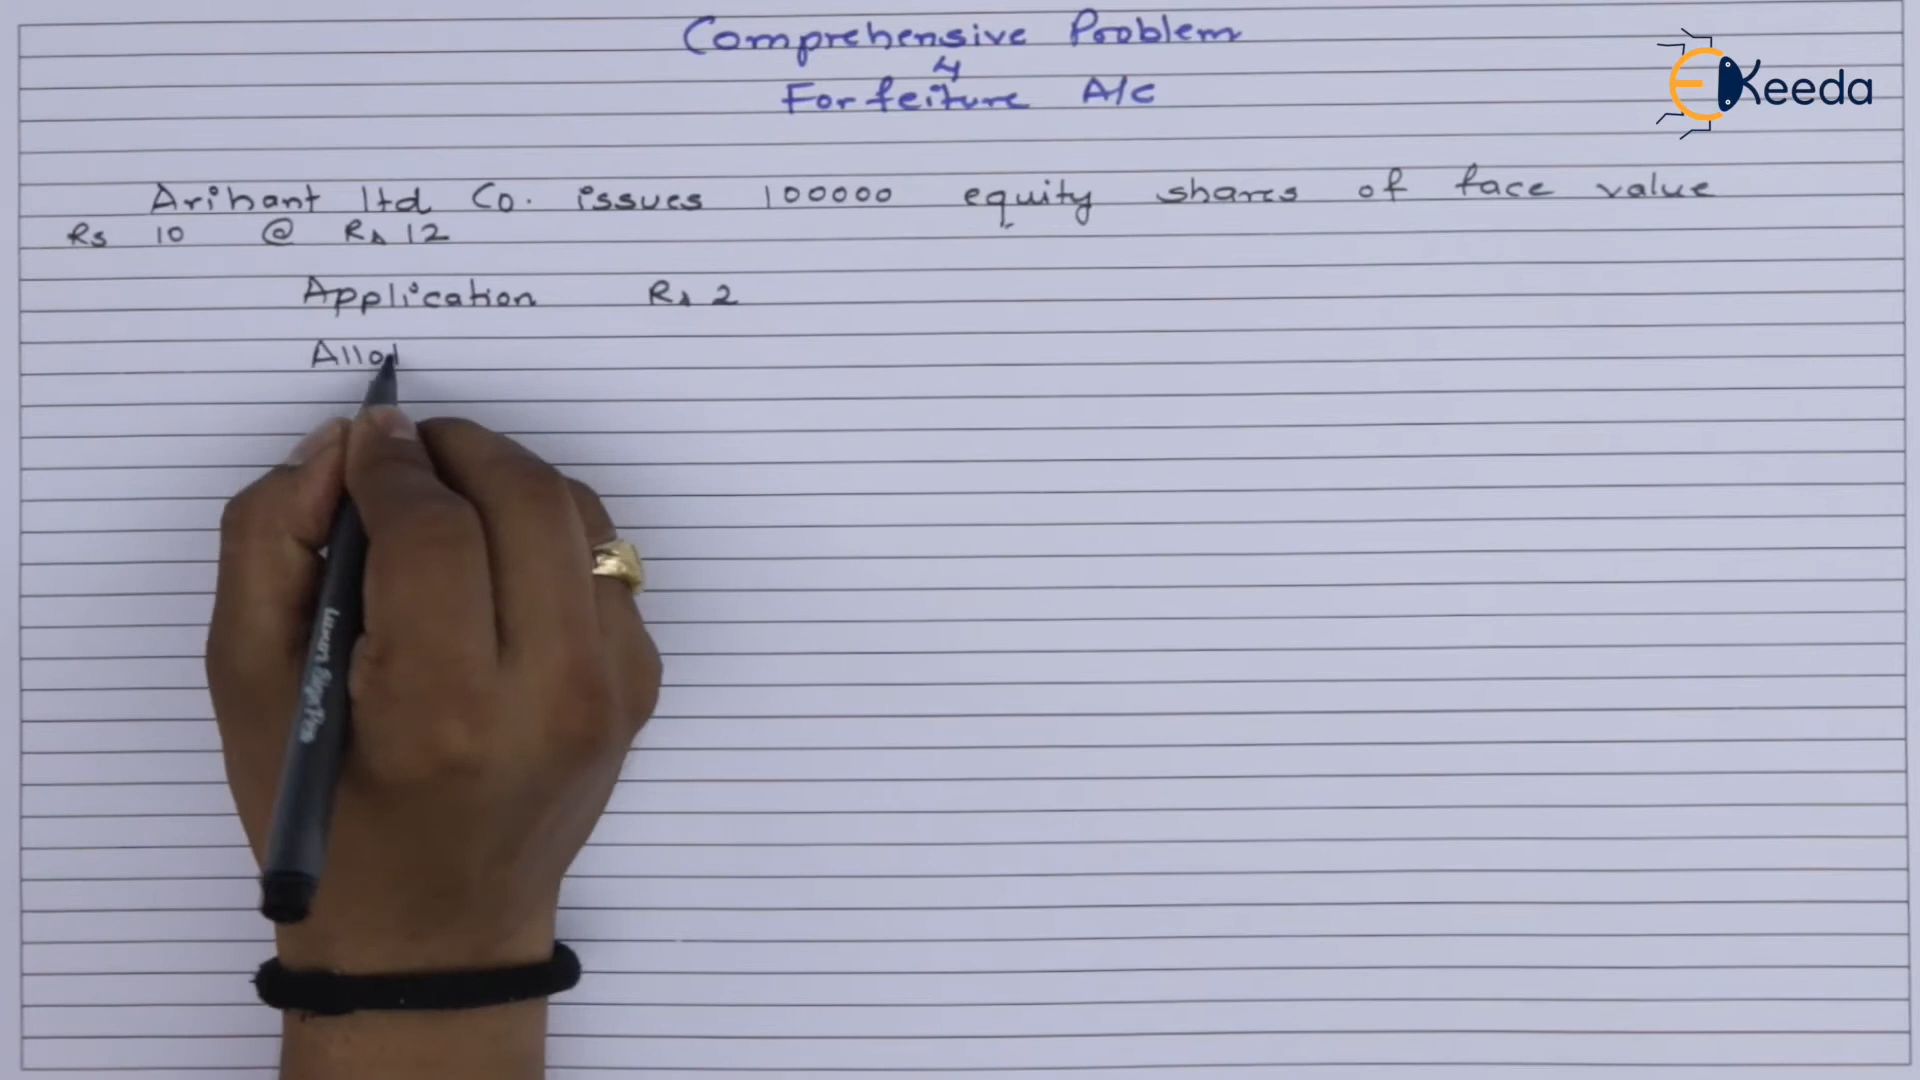 Comprehensive Problem
4
Forfeiture A/c
EKeeda
Arihant ltd Co. issues 100000 equity shares of face value
Rs 10 @ Rs 12
Application Rs 2
Allot